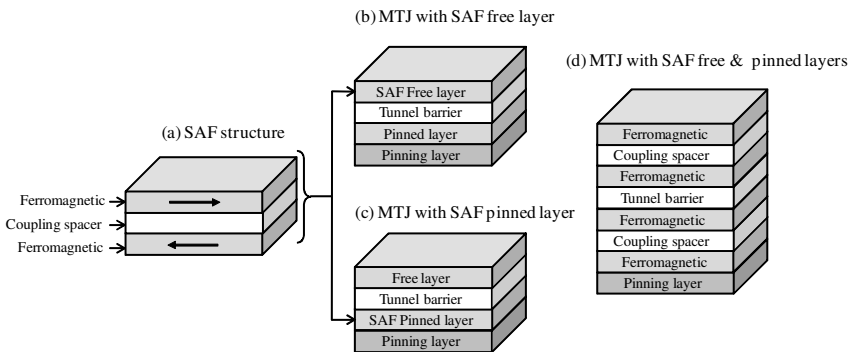 (b) MTJ with SAF free layer
SAF Free layer
Tunnel barrier
Pinned layer
Pinning layer
(a) SAF structure
Ferromagnetic
Coupling spacer
Ferromagnetic
(c) MTJ with SAF pinned layer
Free layer
Tunnel barrier
SAF Pinned layer
Pinning layer
(d) MTJ with SAF free & pinned layers
Ferromagnetic
Coupling spacer
Ferromagnetic
Tunnel barrier
Ferromagnetic
Coupling spacer
Ferromagnetic
Pinning layer